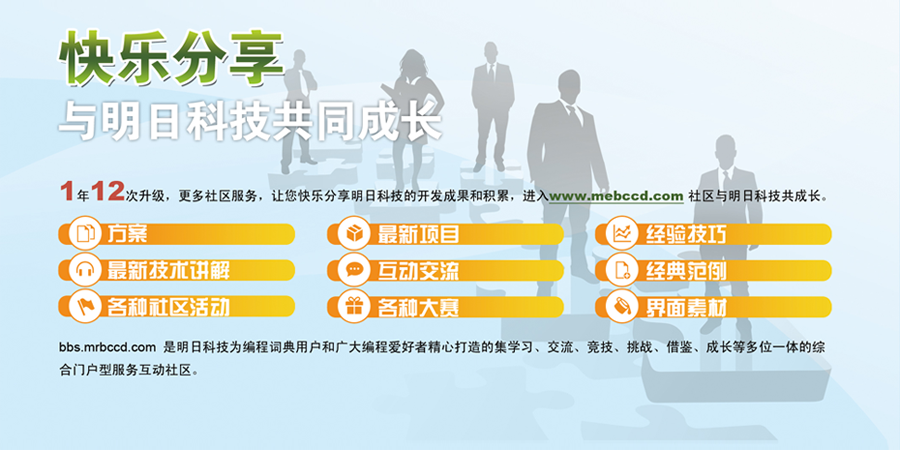 快乐分享
与明日科技共同成长
1年12次升级，更多社区服务，让您快乐分享明日科技的开发成果和积累，进入www.mebccd.com 社区与明日科技共成长。
方案
最新项目
经验技巧
最新技术讲解
互动交流
经典范例
各种社区活动
各种大赛
界面素材
bbs.mrbccd.com 是明日科技为编程词典用户和广大编程爱好者精心打造的集学习、交流、竞技、挑战、借鉴、成长等多位一体的综
合门户型服务互动社区。